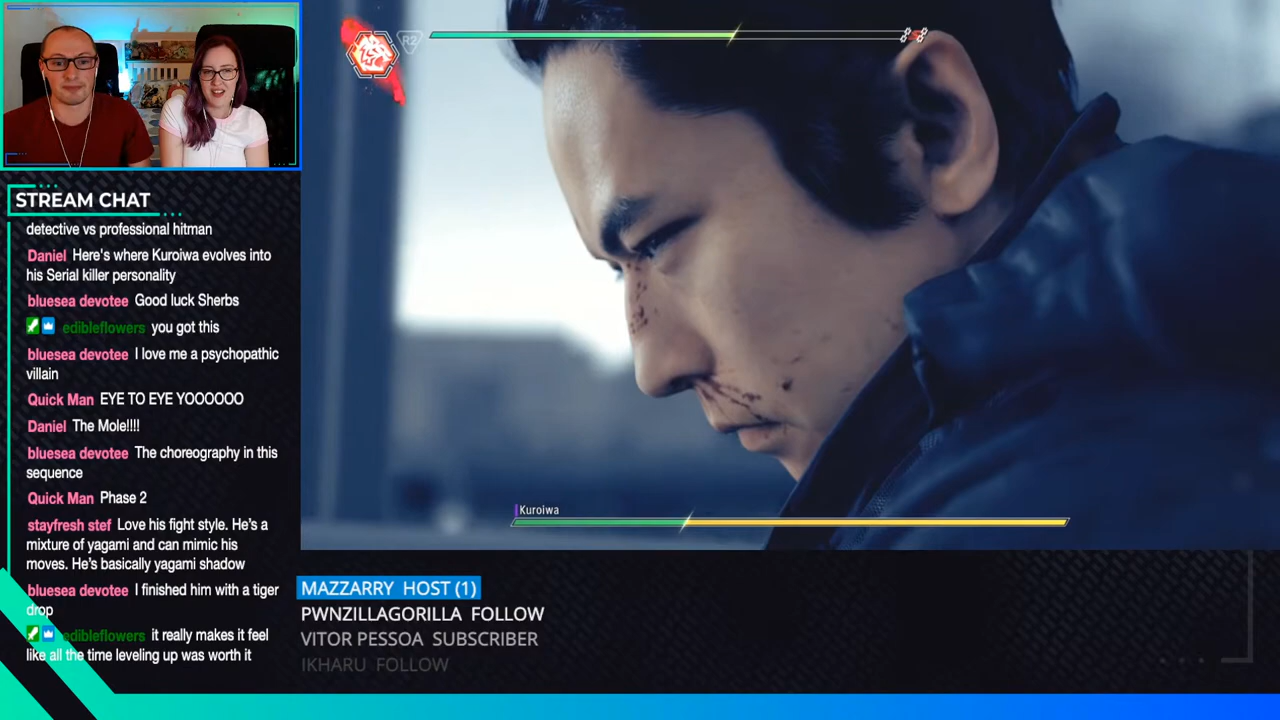 R2
STREAM CHAT
detective vs professional hitman
Daniel Here's where Kuroiwa evolves into
his Serial killer personality
bluesea devotee Good luck Sherbs
edibleflowers you got this
bluesea devotee I love me a psychopathic
villain
Quick Man EYE TO EYE YOOOOOO
Daniel The Mole!!!!
bluesea devotee The choreography in this
sequence
Quick Man Phase 2
stayfresh stef Love his fight style. He's a
mixture of yagami and can mimic his
moves. He's basically yagami shadow
bluesea devotee I finished him with a tiger
drop
edibleflowers it really makes it feel
like all the time leveling up was worth it
Kuroiwa
MAZZARRY HOST (1)
PWNZILLAGORILLA FOLLOW
VITOR PESSOA SUBSCRIBER
IKHARU FOLLOW